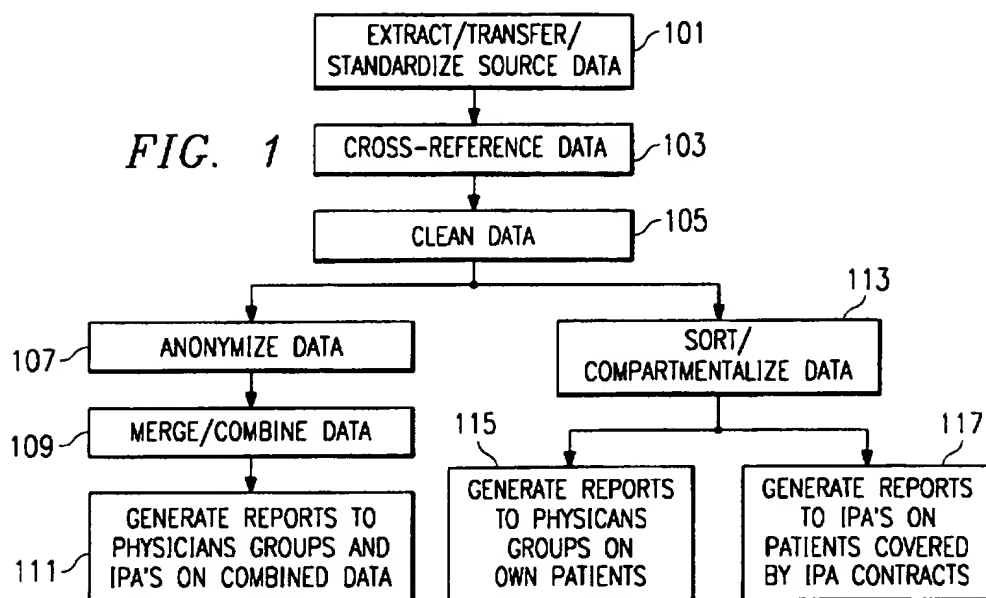 EXTRACT/TRANSFER/
STANDARDIZE SOURCE DATA
101
FIG. 1
CROSS-REFERENCE DATA
103
CLEAN DATA
105
107
ANONYMIZE DATA
113
SORT/
COMPARTMENTALIZE DATA
109
MERGE/COMBINE DATA
111
GENERATE REPORTS TO
PHYSICIANS GROUPS AND
IPA'S ON COMBINED DATA
115
GENERATE REPORTS
TO PHYSICANS
GROUPS ON
OWN PATIENTS
117
GENERATE REPORTS
TO IPA'S ON
PATIENTS COVERED
BY IPA CONTRACTS